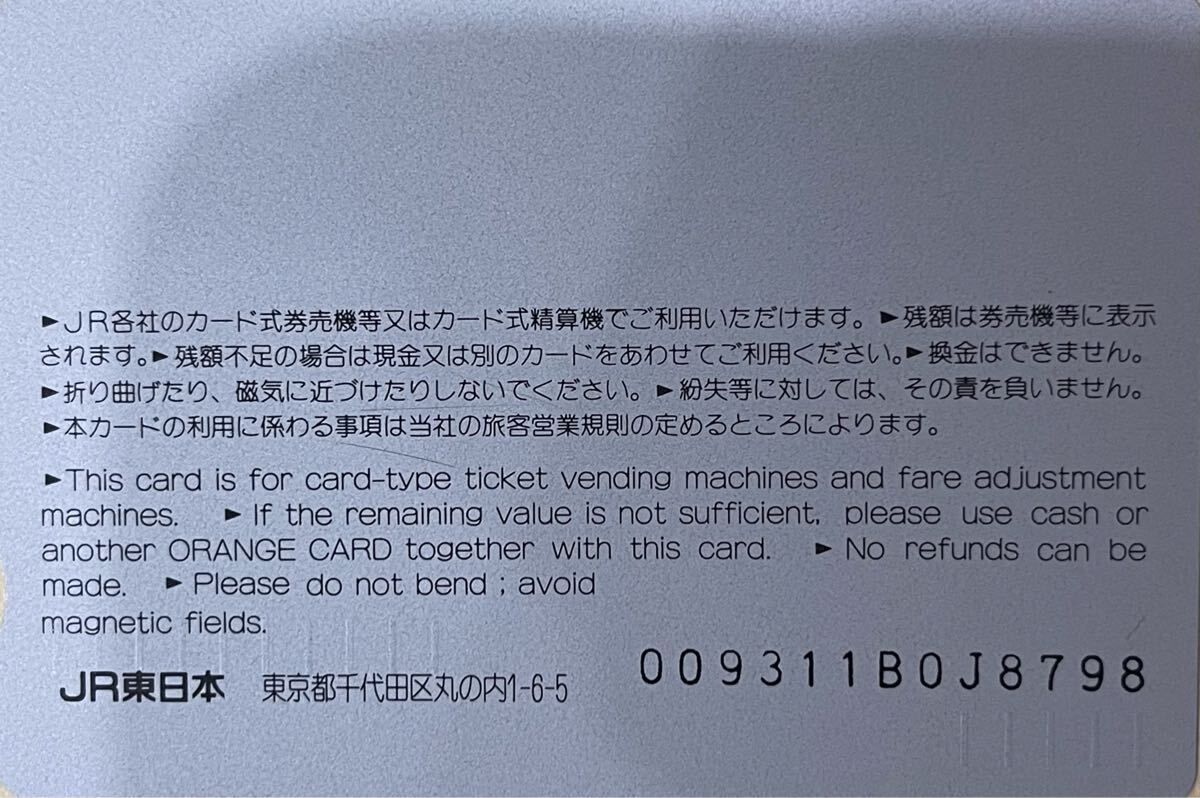 ►JR各社のカード式券売機等又はカード式精算機でご利用いただけます。►残額は券売機等に表示
されます。►残額不足の場合は現金又は別のカードをあわせてご利用ください。►換金はできません。
►折り曲げたり、磁気に近づけたりしないでください。►紛失等に対しては、その責を負いません。
►本カードの利用に係わる事項は当社の旅客営業規則の定めるところによります。
►This card is for card-type ticket vending machines and fare adjustment
machines. ►If the remaining value is not sufficient, please use cash or
another ORANGE CARD together with this card. ►No refunds can be
made. ►Please do not bend ; avoid
magnetic fields.
JR東日本 東京都千代田区丸の内1-6-5 009311B0J8798